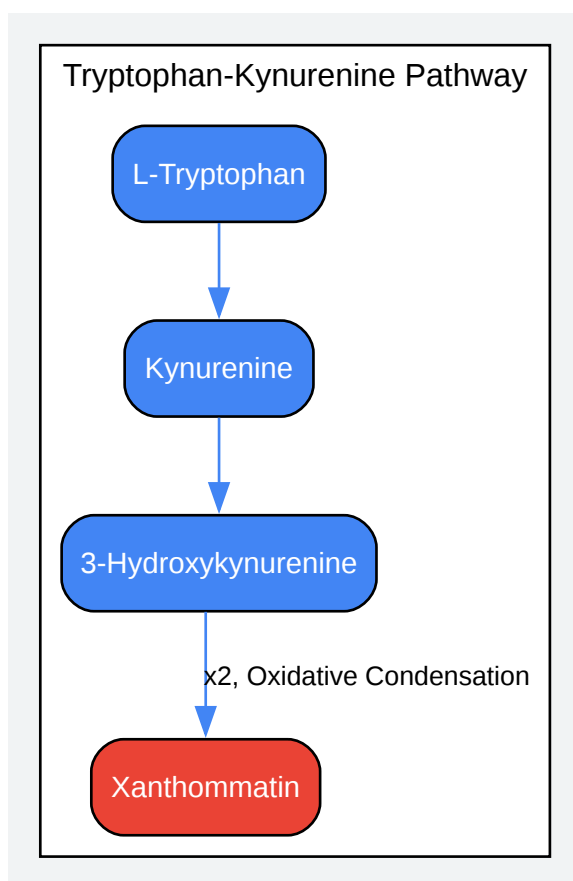 Tryptophan-Kynurenine Pathway
L-Tryptophan
Kynurenine
3-Hydroxykynurenine
x2, Oxidative Condensation
Xanthommatin